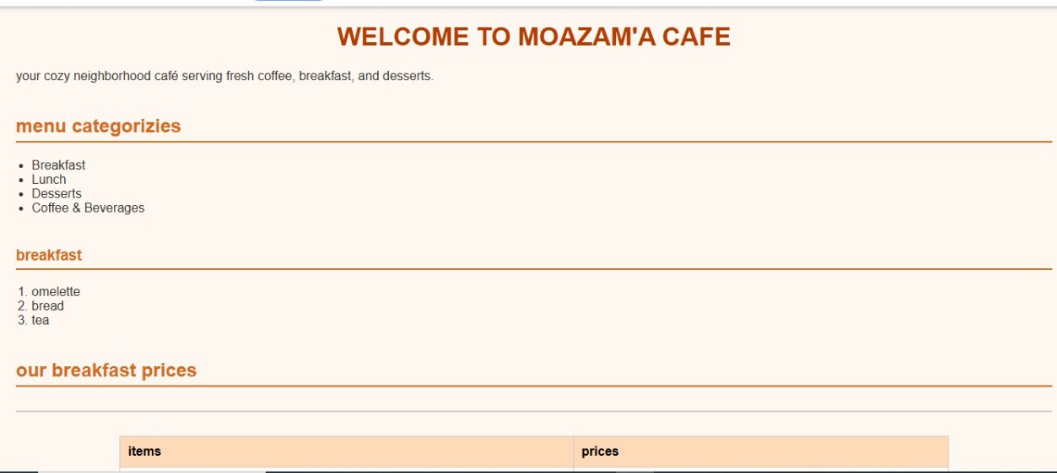 WELCOME TO MOAZAM'A CAFE
your cozy neighborhood café serving fresh coffee, breakfast, and desserts.
menu categorizies
• Breakfast
• Lunch
• Desserts
• Coffee & Beverages
breakfast
1. omelette
2. bread
3. tea
our breakfast prices
items prices